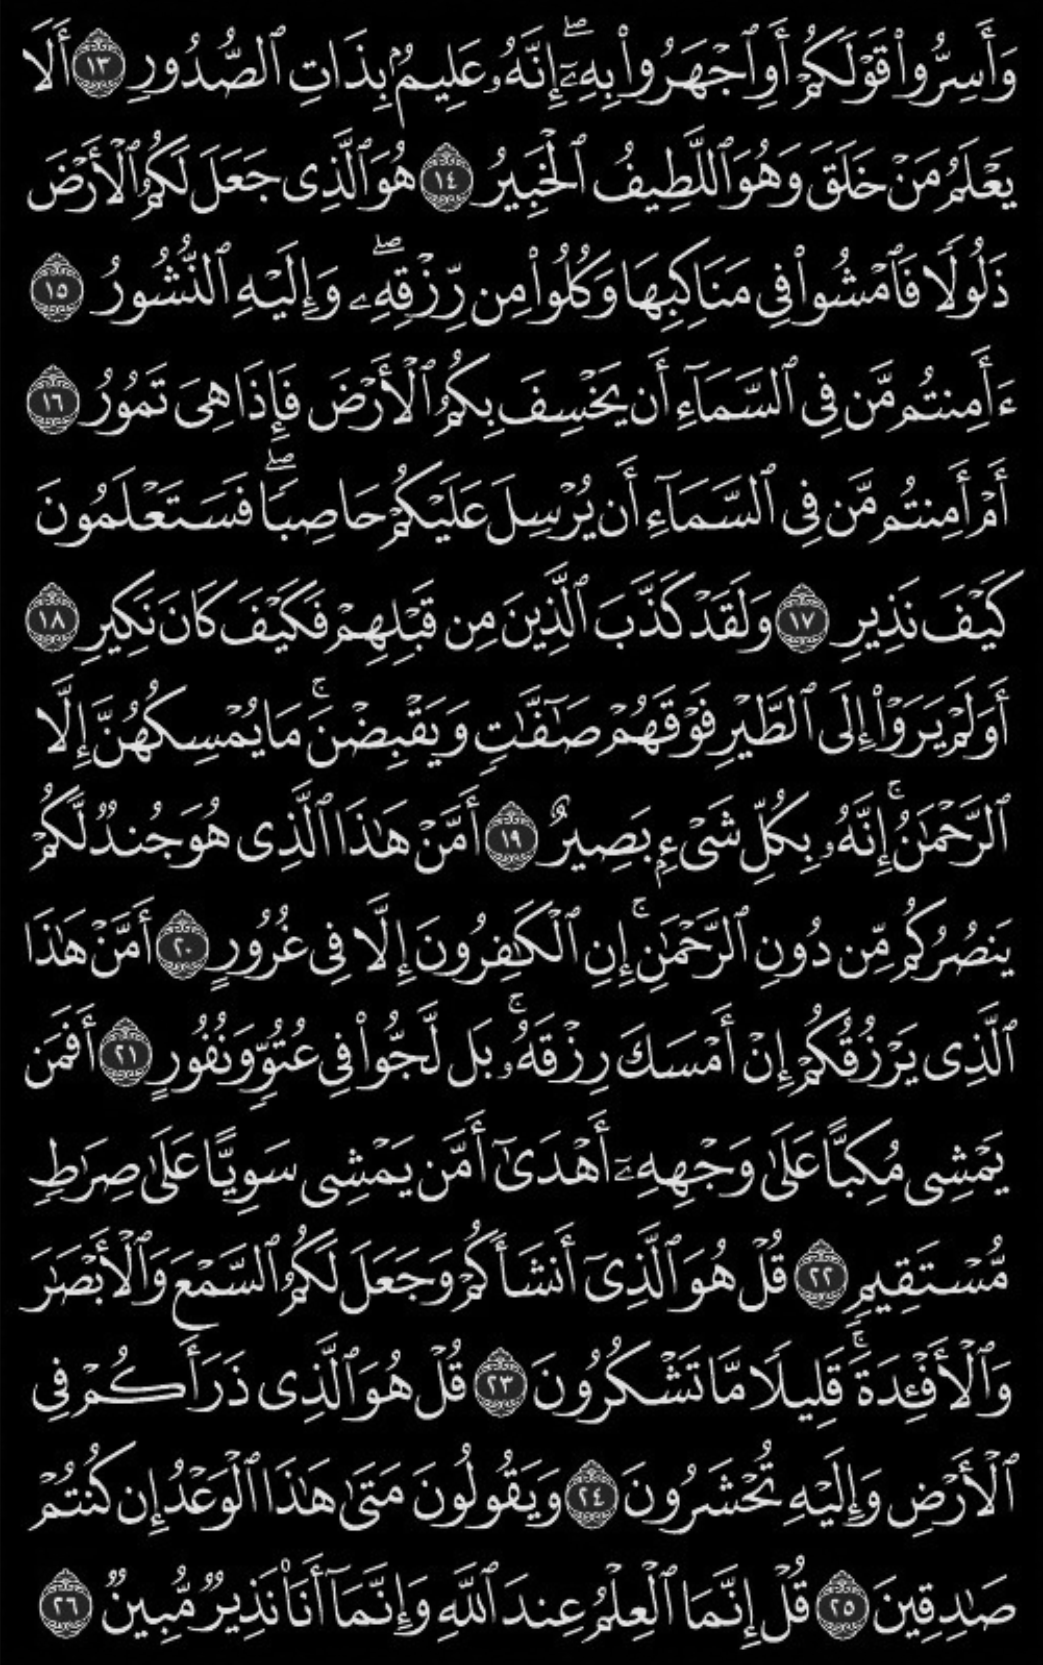 وَأَسِرُّوا۟ قَوْلَكُمْ أَوِ ٱجْهَرُوا۟ بِهِۦٓ ۖ إِنَّهُۥ عَلِيمٌۢ بِذَاتِ ٱلصُّدُورِ ١٣ أَلَا
يَعْلَمُ مَنْ خَلَقَ وَهُوَ ٱللَّطِيفُ ٱلْخَبِيرُ ١٤ هُوَ ٱلَّذِى جَعَلَ لَكُمُ ٱلْأَرْضَ
ذَلُولًا فَٱمْشُوا۟ فِى مَنَاكِبِهَا وَكُلُوا۟ مِن رِّزْقِهِۦ ۖ وَإِلَيْهِ ٱلنُّشُورُ ١٥
ءَأَمِنتُم مَّن فِى ٱلسَّمَآءِ أَن يَخْسِفَ بِكُمُ ٱلْأَرْضَ فَإِذَا هِىَ تَمُورُ ١٦
أَمْ أَمِنتُم مَّن فِى ٱلسَّمَآءِ أَن يُرْسِلَ عَلَيْكُمْ حَاصِبًا ۖ فَسَتَعْلَمُونَ
كَيْفَ نَذِيرِ ١٧ وَلَقَدْ كَذَّبَ ٱلَّذِينَ مِن قَبْلِهِمْ فَكَيْفَ كَانَ نَكِيرِ ١٨
أَوَلَمْ يَرَوْا۟ إِلَى ٱلطَّيْرِ فَوْقَهُمْ صَـٰٓفَّـٰتٍ وَيَقْبِضْنَ ۚ مَا يُمْسِكُهُنَّ إِلَّا
ٱلرَّحْمَـٰنُ ۚ إِنَّهُۥ بِكُلِّ شَىْءٍۭ بَصِيرٌ ١٩ أَمَّنْ هَـٰذَا ٱلَّذِى هُوَ جُندٌ لَّكُمْ
يَنصُرُكُم مِّن دُونِ ٱلرَّحْمَـٰنِ ۚ إِنِ ٱلْكَـٰفِرُونَ إِلَّا فِى غُرُورٍ ٢٠ أَمَّنْ هَـٰذَا
ٱلَّذِى يَرْزُقُكُمْ إِنْ أَمْسَكَ رِزْقَهُۥ ۚ بَل لَّجُّوا۟ فِى عُتُوٍّ وَنُفُورٍ ٢١ أَفَمَن
يَمْشِى مُكِبًّا عَلَىٰ وَجْهِهِۦٓ أَهْدَىٰٓ أَمَّن يَمْشِى سَوِيًّا عَلَىٰ صِرَٰطٍ
مُّسْتَقِيمٍ ٢٢ قُلْ هُوَ ٱلَّذِىٓ أَنشَأَكُمْ وَجَعَلَ لَكُمُ ٱلسَّمْعَ وَٱلْأَبْصَـٰرَ
وَٱلْأَفْـِٔدَةَ ۖ قَلِيلًا مَّا تَشْكُرُونَ ٢٣ قُلْ هُوَ ٱلَّذِى ذَرَأَكُمْ فِى
ٱلْأَرْضِ وَإِلَيْهِ تُحْشَرُونَ ٢٤ وَيَقُولُونَ مَتَىٰ هَـٰذَا ٱلْوَعْدُ إِن كُنتُمْ
صَـٰدِقِينَ ٢٥ قُلْ إِنَّمَا ٱلْعِلْمُ عِندَ ٱللَّهِ وَإِنَّمَآ أَنَا۠ نَذِيرٌ مُّبِينٌ ٢٦